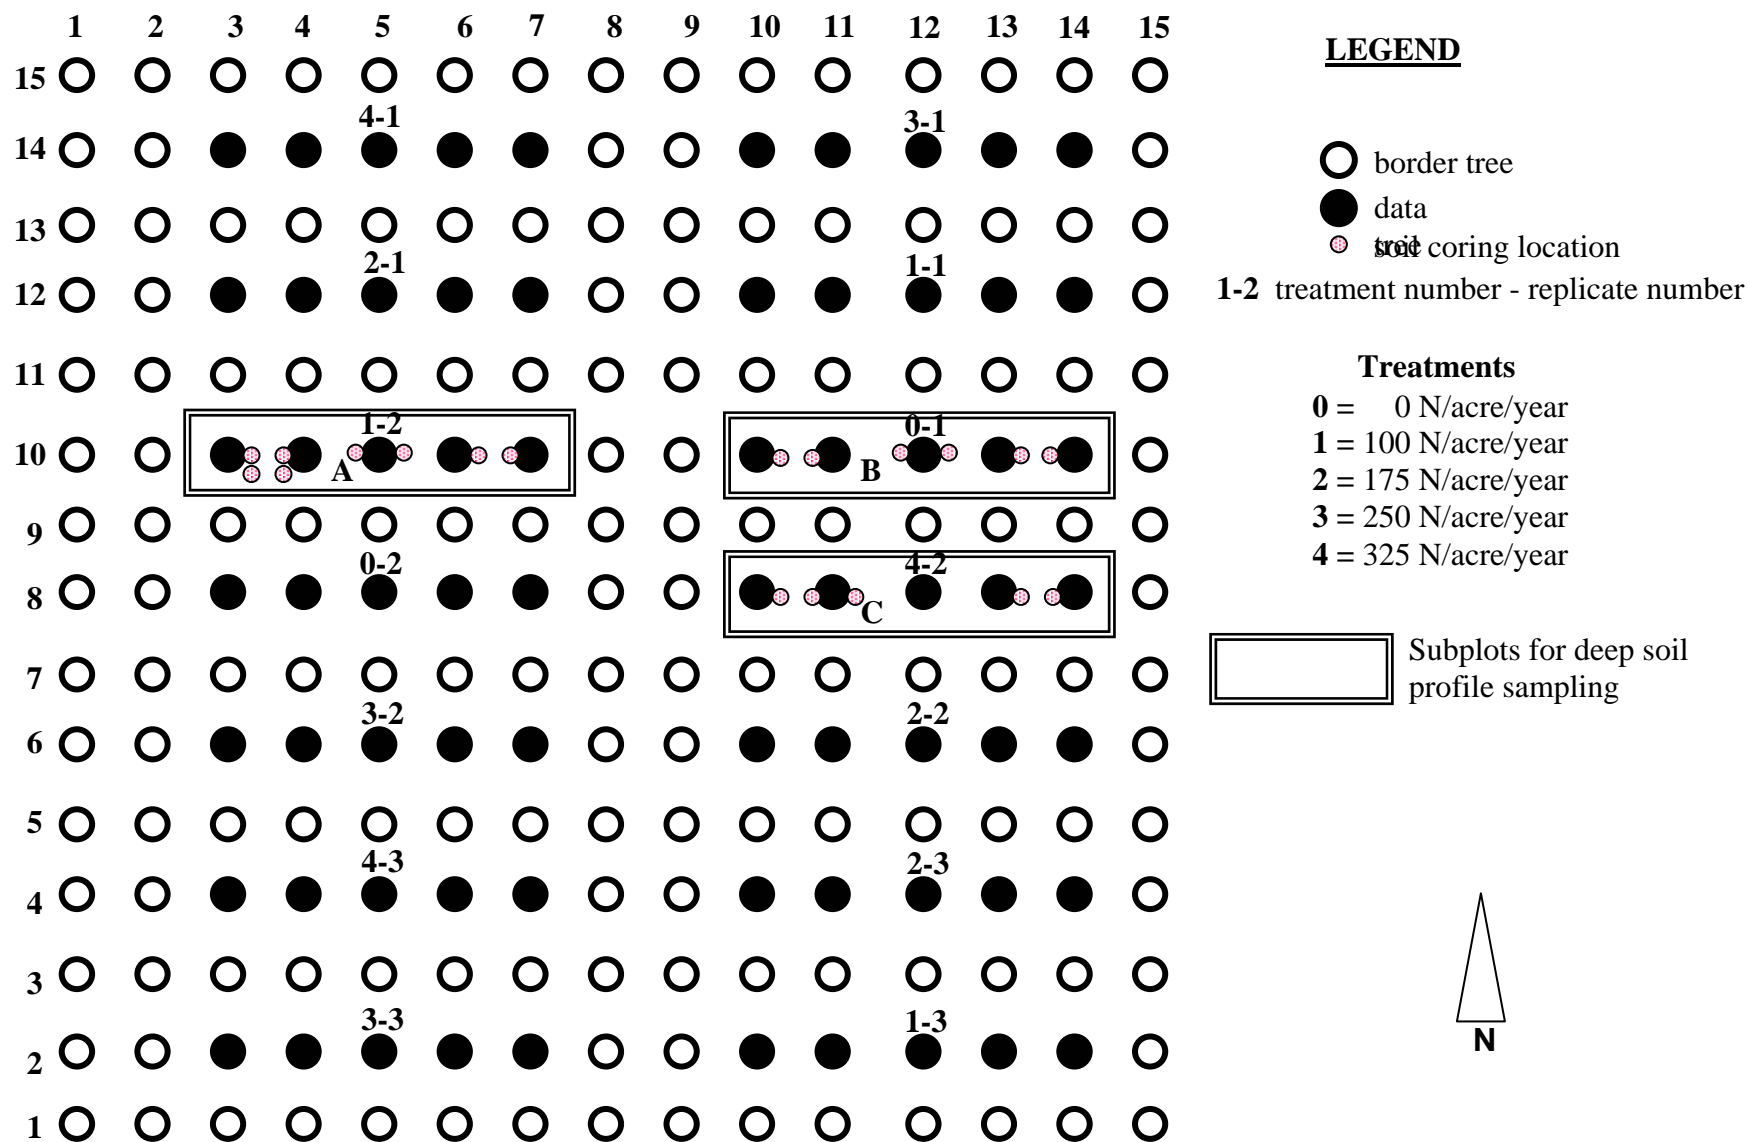 1 2 3 4 5 6 7 8 9 10 11 12 13 14 15
15
4-1 3-1
14
13
2-1 1-1
12
11
1-2 0-1
10
A B
9
0-2 4-2
8
C
7
3-2 2-2
6
5
4-3 2-3
4
3
3-3 1-3
2
1
LEGEND
border tree
data
tree
soil coring location
1-2 treatment number - replicate number
Treatments
0 = 0 N/acre/year
1 = 100 N/acre/year
2 = 175 N/acre/year
3 = 250 N/acre/year
4 = 325 N/acre/year
Subplots for deep soil
profile sampling
N